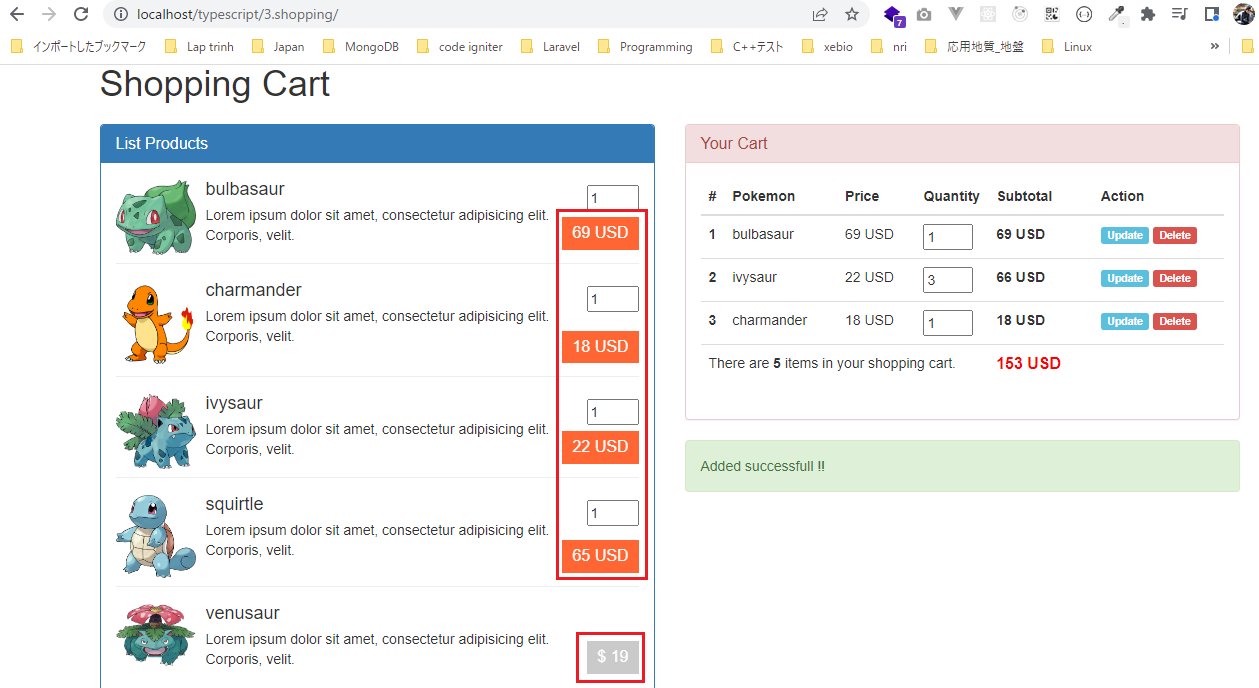 localhost/typescript/3.shopping/
7
インポートしたブックマーク Lap trinh Japan MongoDB code igniter Laravel Programming C++テスト xebio nri 応用地質_地盤 Linux »
Shopping Cart
List Products
bulbasaur
1
Lorem ipsum dolor sit amet, consectetur adipisicing elit.
Corporis, velit.
69 USD
charmander
1
Lorem ipsum dolor sit amet, consectetur adipisicing elit.
Corporis, velit.
18 USD
ivysaur
1
Lorem ipsum dolor sit amet, consectetur adipisicing elit.
Corporis, velit.
22 USD
squirtle
1
Lorem ipsum dolor sit amet, consectetur adipisicing elit.
Corporis, velit.
65 USD
venusaur
Lorem ipsum dolor sit amet, consectetur adipisicing elit.
Corporis, velit.
$ 19
Your Cart
# Pokemon Price Quantity Subtotal Action
1 bulbasaur 69 USD 1 69 USD Update Delete
2 ivysaur 22 USD 3 66 USD Update Delete
3 charmander 18 USD 1 18 USD Update Delete
There are 5 items in your shopping cart. 153 USD
Added successfull !!